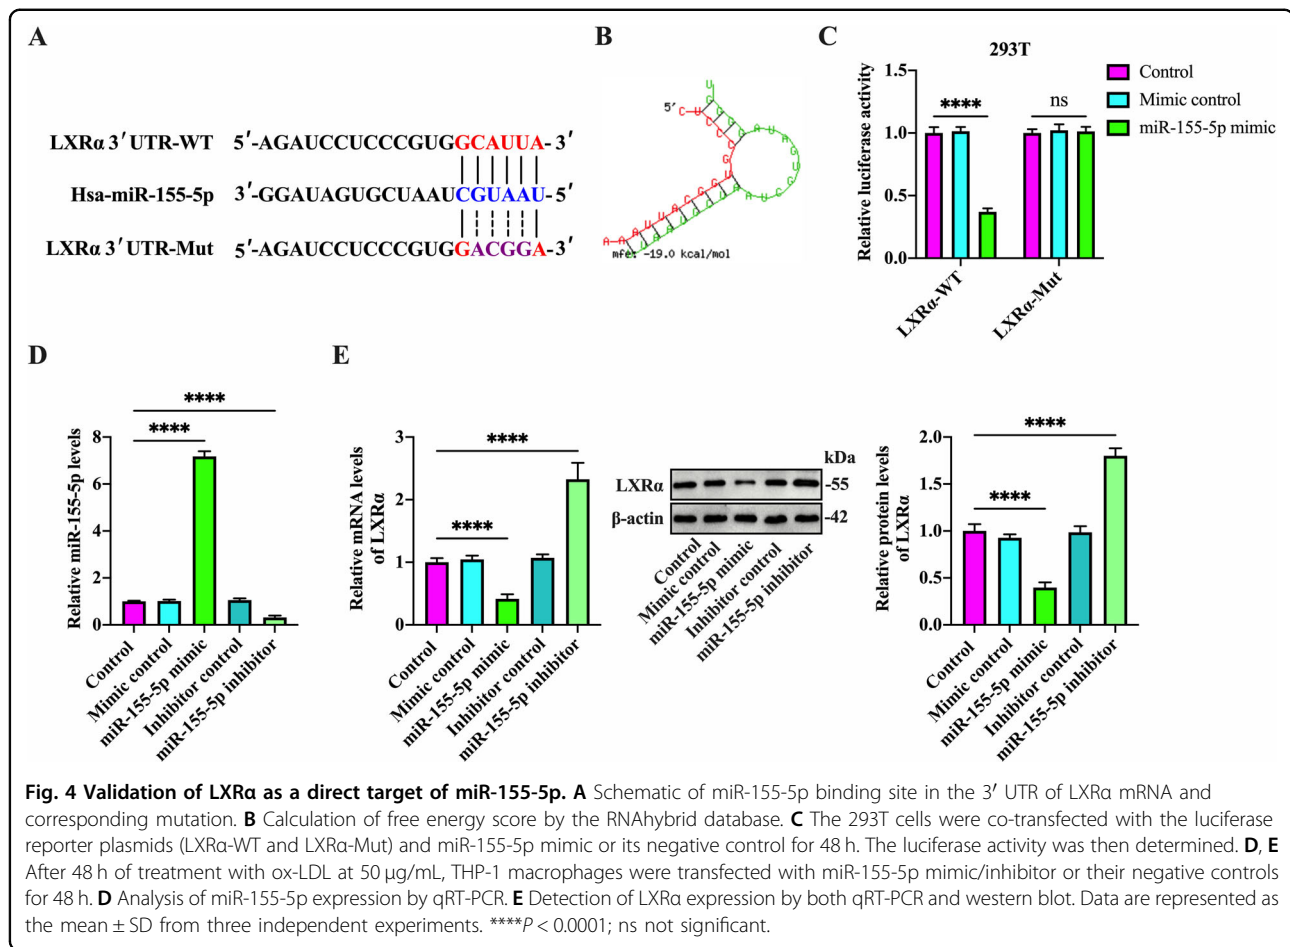 A
LXRα 3′UTR-WT 5′-AGAUCCUCCCGUGGCAUUA-3′
Hsa-miR-155-5p 3′-GGAUAGUGCUAAUCGUAAU-5′
LXRα 3′UTR-Mut 5′-AGAUCCUCCCGUGGACGGA-3′
B
5'
mfe: -19.0 kcal/mol
C
293T
Relative luciferase activity
1.5
1.0
0.5
0.0
****
ns
LXRα-WT
LXRα-Mut
Control
Mimic control
miR-155-5p mimic
D
Relative miR-155-5p levels
8
6
4
2
0
****
****
Control
Mimic control
miR-155-5p mimic
Inhibitor control
miR-155-5p inhibitor
E
Relative mRNA levels
of LXRα
3
2
1
0
****
****
Control
Mimic control
miR-155-5p mimic
Inhibitor control
miR-155-5p inhibitor
kDa
LXRα -55
β-actin -42
Control
Mimic control
miR-155-5p mimic
Inhibitor control
miR-155-5p inhibitor
Relative protein levels
of LXRα
2.0
1.5
1.0
0.5
0.0
****
****
Control
Mimic control
miR-155-5p mimic
Inhibitor control
miR-155-5p inhibitor
Fig. 4 Validation of LXRα as a direct target of miR-155-5p. A Schematic of miR-155-5p binding site in the 3′ UTR of LXRα mRNA and
corresponding mutation. B Calculation of free energy score by the RNAhybrid database. C The 293T cells were co-transfected with the luciferase
reporter plasmids (LXRα-WT and LXRα-Mut) and miR-155-5p mimic or its negative control for 48 h. The luciferase activity was then determined. D, E
After 48 h of treatment with ox-LDL at 50 μg/mL, THP-1 macrophages were transfected with miR-155-5p mimic/inhibitor or their negative controls
for 48 h. D Analysis of miR-155-5p expression by qRT-PCR. E Detection of LXRα expression by both qRT-PCR and western blot. Data are represented as
the mean ± SD from three independent experiments. ****P < 0.0001; ns not significant.